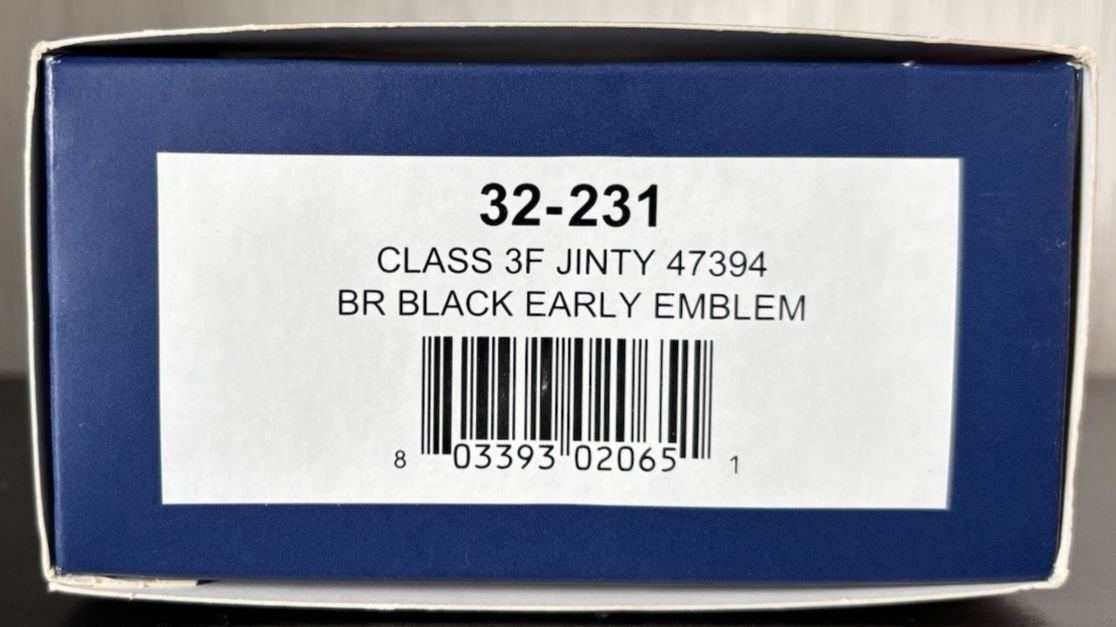 32-231
CLASS 3F JINTY 47394
BR BLACK EARLY EMBLEM
8 03393 02065 1